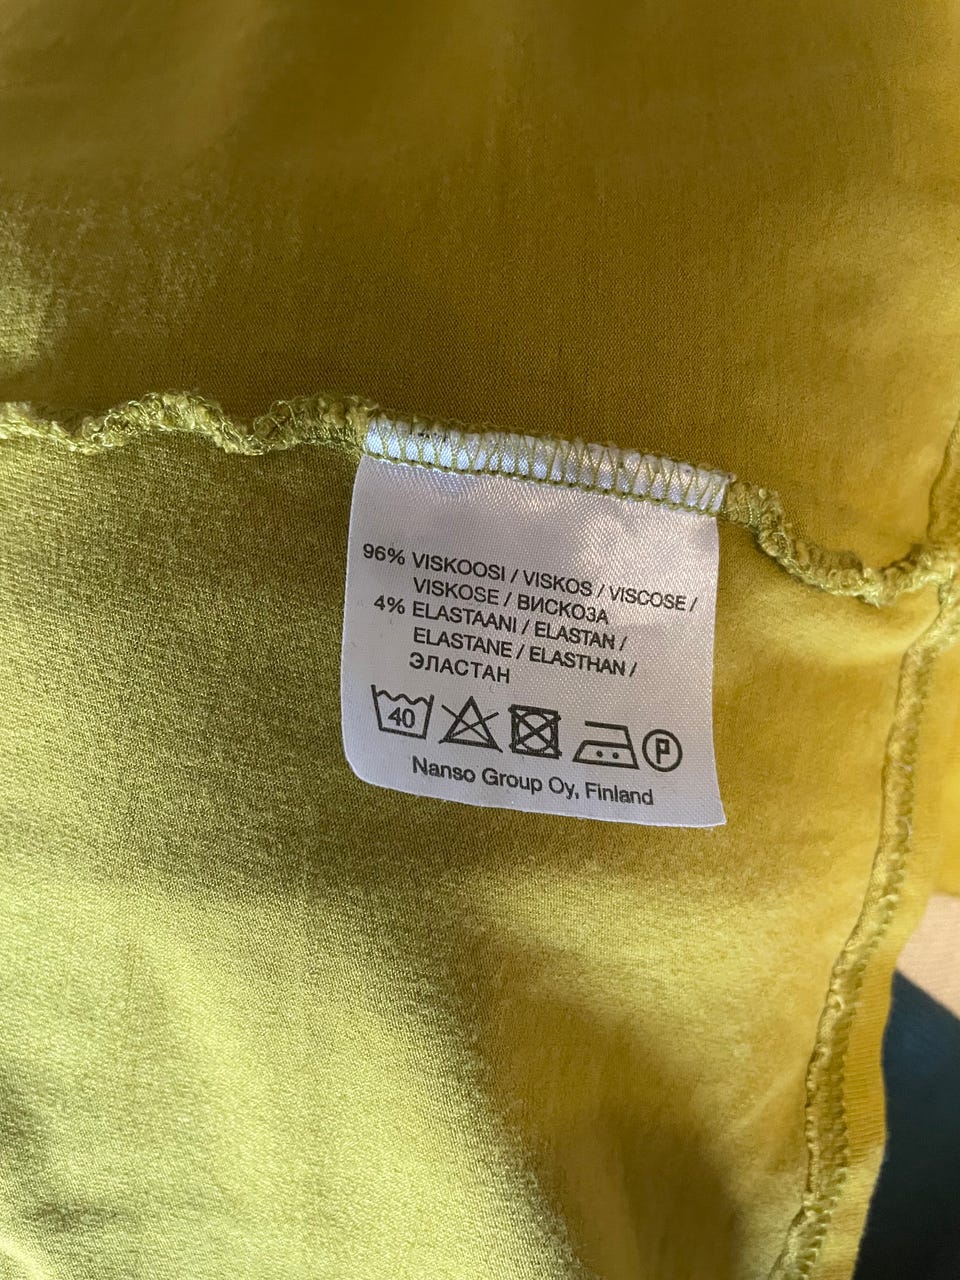 96% VISKOOSI / VISKOS / VISCOSE /
VISKOSE / ВИСКОЗА
4% ELASTAANI / ELASTAN /
ELASTANE / ELASTHAN /
ЭЛАСТАН
40 P
Nanso Group Oy, Finland